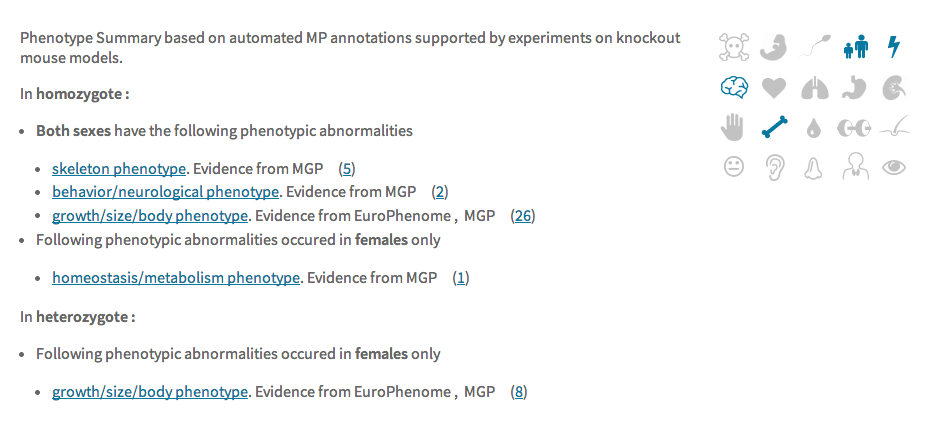 Phenotype Summary based on automated MP annotations supported by experiments on knockout
mouse models.
In homozygote :
• Both sexes have the following phenotypic abnormalities
• skeleton phenotype. Evidence from MGP (5)
• behavior/neurological phenotype. Evidence from MGP (2)
• growth/size/body phenotype. Evidence from EuroPhenome , MGP (26)
• Following phenotypic abnormalities occured in females only
• homeostasis/metabolism phenotype. Evidence from MGP (1)
In heterozygote :
• Following phenotypic abnormalities occured in females only
• growth/size/body phenotype. Evidence from EuroPhenome , MGP (8)